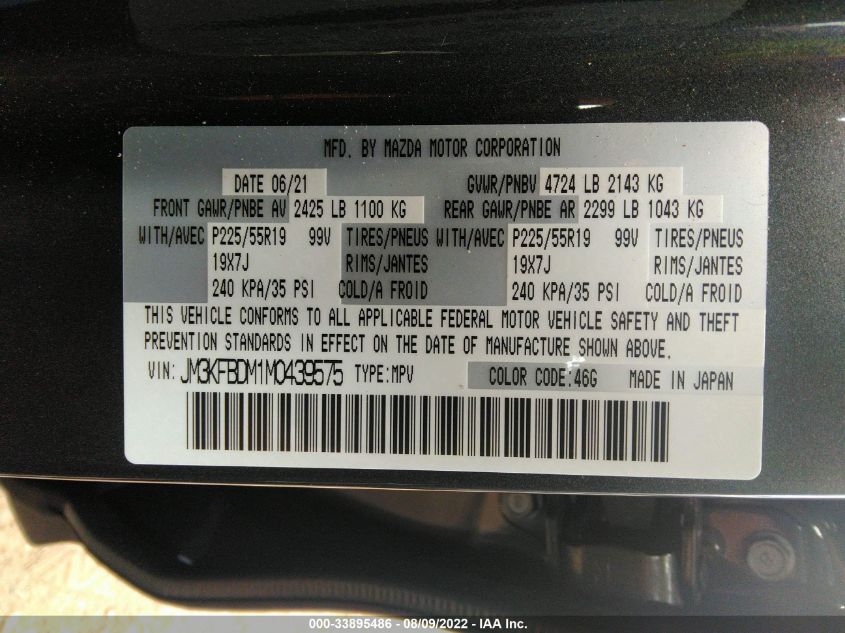 MFD. BY MAZDA MOTOR CORPORATION
DATE 06/21 GVWR/PNBV 4724 LB 2143 KG
FRONT GAWR/PNBE AV 2425 LB 1100 KG REAR GAWR/PNBE AR 2299 LB 1043 KG
WITH/AVEC P225/55R19 99V TIRES/PNEUS WITH/AVEC P225/55R19 99V TIRES/PNEUS
19X7J RIMS/JANTES 19X7J RIMS/JANTES
240 KPA/35 PSI COLD/A FROID 240 KPA/35 PSI COLD/A FROID
THIS VEHICLE CONFORMS TO ALL APPLICABLE FEDERAL MOTOR VEHICLE SAFETY AND THEFT
PREVENTION STANDARDS IN EFFECT ON THE DATE OF MANUFACTURE SHOWN ABOVE.
VIN: JM3KFBDM1M0439575 TYPE:MPV COLOR CODE:46G MADE IN JAPAN
000-33895486 - 08/09/2022 - IAA Inc.